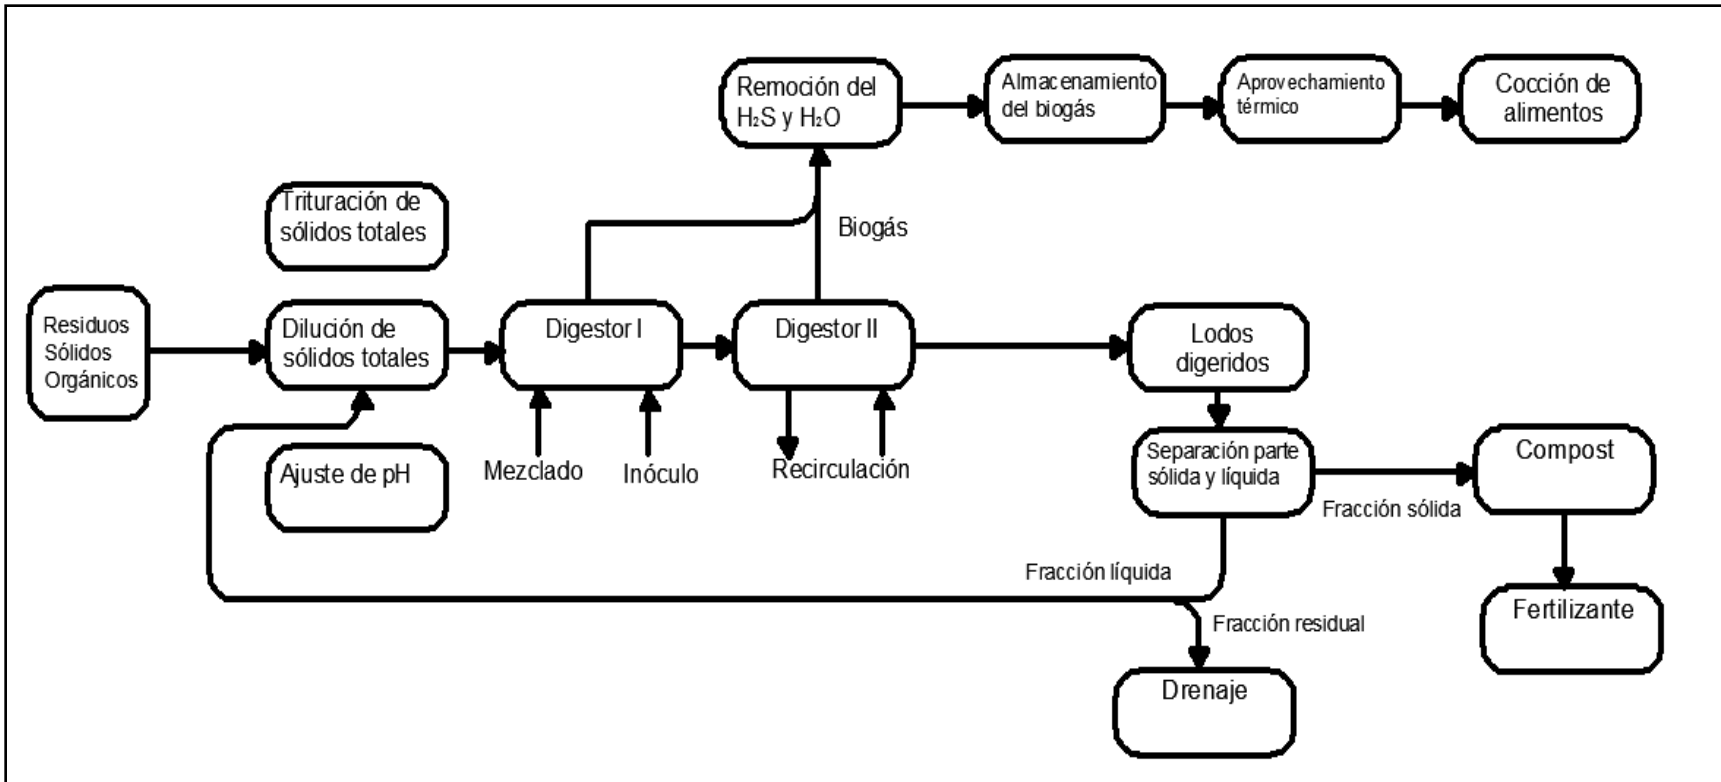 Remoción del
H₂S y H₂O
Almacenamiento
del biogás
Aprovechamiento
térmico
Cocción de
alimentos
Trituración de
sólidos totales
Biogás
Residuos
Sólidos
Orgánicos
Dilución de
sólidos totales
Digestor I
Digestor II
Lodos
digeridos
Ajuste de pH
Mezclado
Inóculo
Recirculación
Separación parte
sólida y líquida
Fracción sólida
Compost
Fracción líquida
Fracción residual
Fertilizante
Drenaje